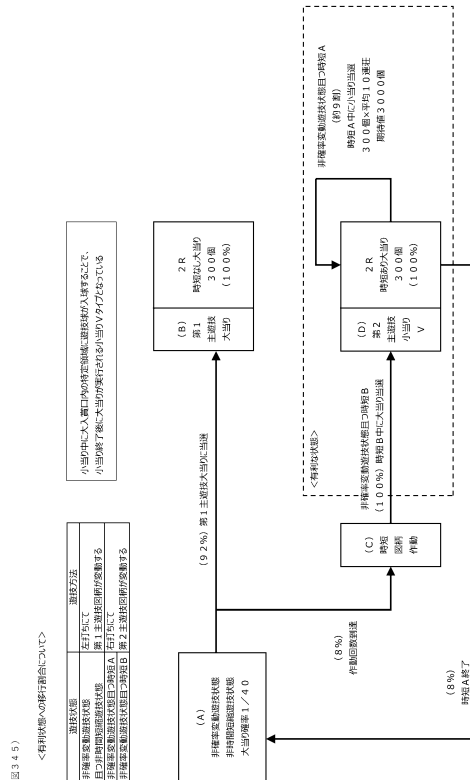 (図３４５)
＜有利状態への移行割合について＞
遊技状態 遊技方法
非確率変動遊技状態 左打ちにて
且つ非時間短縮遊技状態 第１主遊技図柄が変動する
非確率変動遊技状態且つ時短A 右打ちにて
非確率変動遊技状態且つ時短B 第２主遊技図柄が変動する
小当り中に大入賞口内の特定領域に遊技球が入球することで、
小当り終了後に大当りが実行される小当りVタイプとなっている
(A)
非確率変動遊技状態
非時間短縮遊技状態
大当り確率１／４０
(９２％) 第１主遊技大当りに当選
(B)
第１
主遊技
大当り
２R
時短なし大当り
３００個
(１００％)
(８％)
作動回数到達
(C)
時短
図柄
作動
＜有利な状態＞
非確率変動遊技状態且つ時短B
(１００％) 時短B中に大当り当選
(D)
第２
主遊技
小当り
V
２R
時短あり大当り
３００個
(１００％)
非確率変動遊技状態且つ時短A
(約９割)
時短A中に小当り当選
３００個×平均１０連荘
期待値３０００個
(８％)
時短A終了